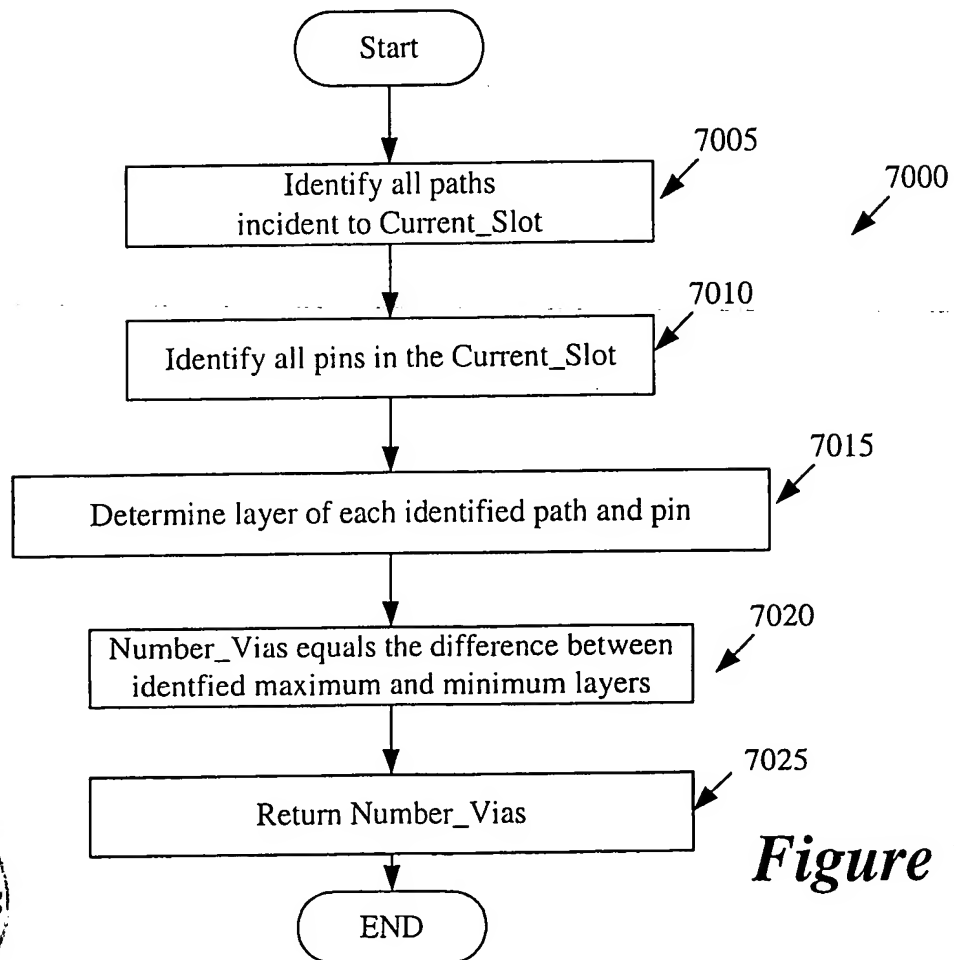 Start
7005
Identify all paths
incident to Current_Slot
7000
7010
Identify all pins in the Current_Slot
7015
Determine layer of each identified path and pin
7020
Number_Vias equals the difference between
identfied maximum and minimum layers
7025
Return Number_Vias
Figure
END